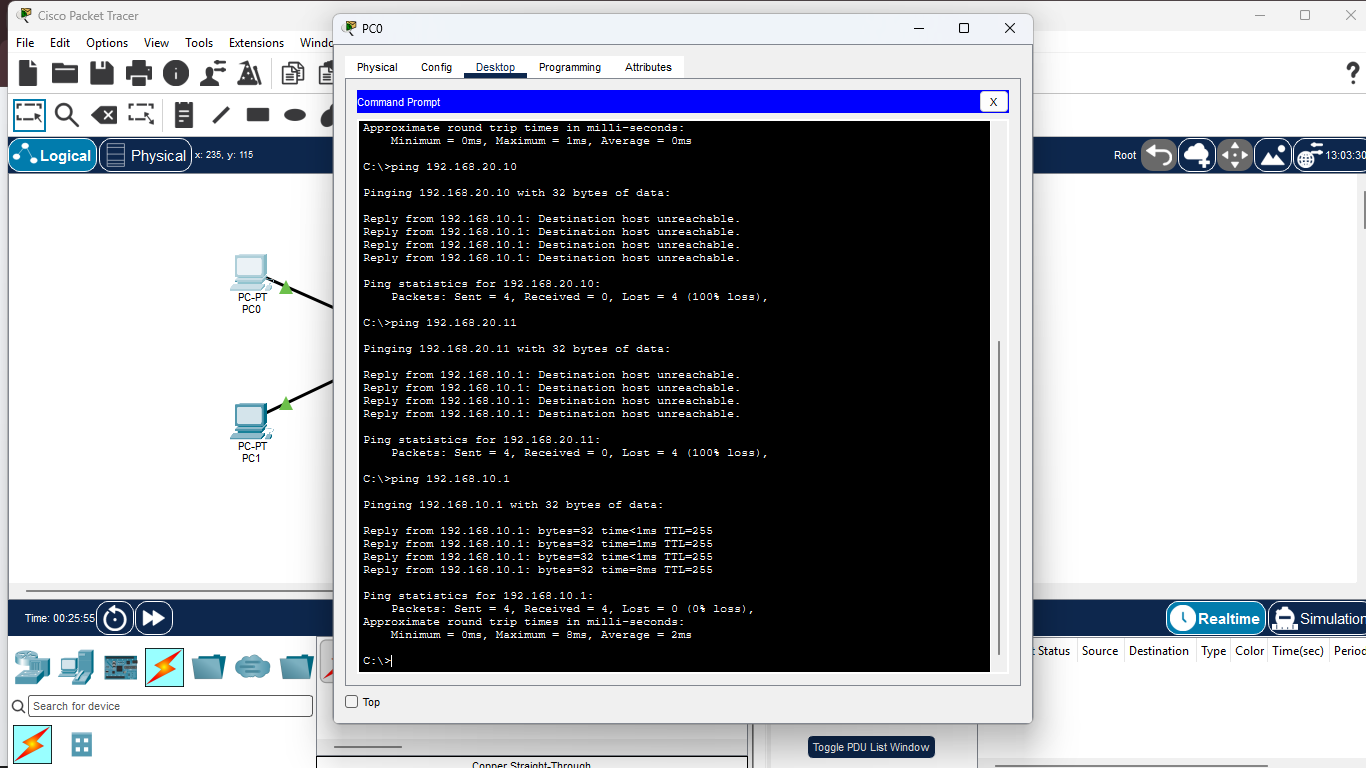 Cisco Packet Tracer
File Edit Options View Tools Extensions
Logical Physical x: 235, y: 115
Root 13:03:30
PC-PT
PC0
PC-PT
PC1
PC0
Physical Config Desktop Programming Attributes
Command Prompt X
Approximate round trip times in milli-seconds:
Minimum = 0ms, Maximum = 1ms, Average = 0ms
C:\>ping 192.168.20.10
Pinging 192.168.20.10 with 32 bytes of data:
Reply from 192.168.10.1: Destination host unreachable.
Reply from 192.168.10.1: Destination host unreachable.
Reply from 192.168.10.1: Destination host unreachable.
Reply from 192.168.10.1: Destination host unreachable.
Ping statistics for 192.168.20.10:
Packets: Sent = 4, Received = 0, Lost = 4 (100% loss),
C:\>ping 192.168.20.11
Pinging 192.168.20.11 with 32 bytes of data:
Reply from 192.168.10.1: Destination host unreachable.
Reply from 192.168.10.1: Destination host unreachable.
Reply from 192.168.10.1: Destination host unreachable.
Reply from 192.168.10.1: Destination host unreachable.
Ping statistics for 192.168.20.11:
Packets: Sent = 4, Received = 0, Lost = 4 (100% loss),
C:\>ping 192.168.10.1
Pinging 192.168.10.1 with 32 bytes of data:
Reply from 192.168.10.1: bytes=32 time<1ms TTL=255
Reply from 192.168.10.1: bytes=32 time=1ms TTL=255
Reply from 192.168.10.1: bytes=32 time<1ms TTL=255
Reply from 192.168.10.1: bytes=32 time=8ms TTL=255
Ping statistics for 192.168.10.1:
Packets: Sent = 4, Received = 4, Lost = 0 (0% loss),
Approximate round trip times in milli-seconds:
Minimum = 0ms, Maximum = 8ms, Average = 2ms
C:\>
Top
Time: 00:25:55
Realtime Simulation
Status Source Destination Type Color Time(sec)
Search for device
Toggle PDU List Window
Copper Straight-Through